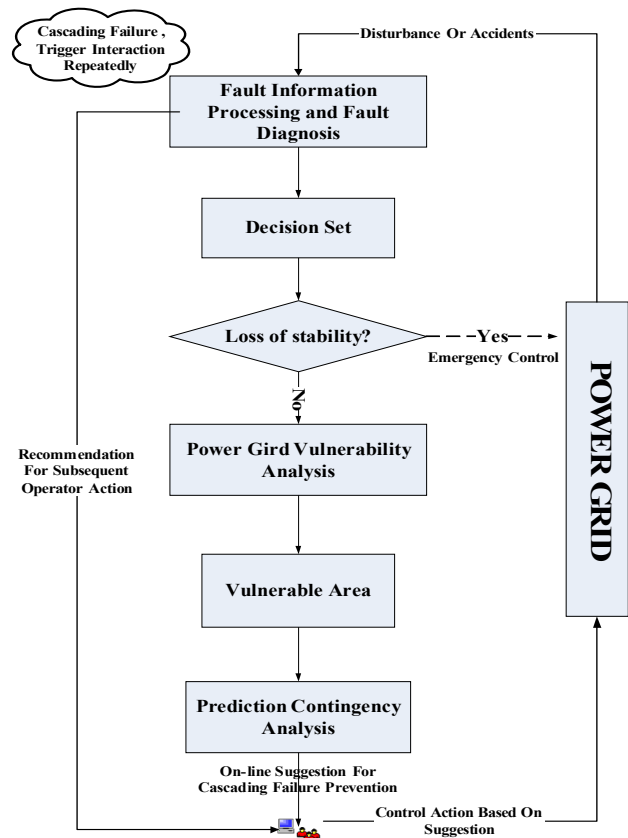 Cascading Failure ,
Trigger Interaction
Repeatedly
Disturbance Or Accidents
Fault Information
Processing and Fault
Diagnosis
Decision Set
Loss of stability?
Yes
Emergency Control
No
POWER GRID
Power Gird Vulnerability
Analysis
Recommendation
For Subsequent
Operator Action
Vulnerable Area
Prediction Contingency
Analysis
On-line Suggestion For
Cascading Failure Prevention
Control Action Based On
Suggestion